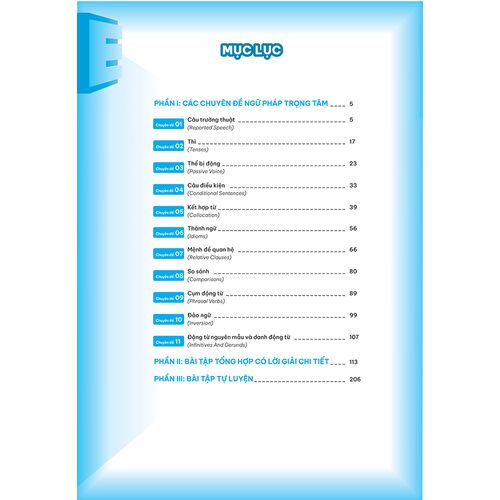 MỤC LỤC
PHẦN I: CÁC CHUYÊN ĐỀ NGỮ PHÁP TRỌNG TÂM ____ 5
Chuyên đề 01 Câu trường thuật 5
(Reported Speech)
Chuyên đề 02 Thì 17
(Tenses)
Chuyên đề 03 Thể bị động 23
(Passive Voice)
Chuyên đề 04 Câu điều kiện 33
(Conditional Sentences)
Chuyên đề 05 Kết hợp từ 39
(Collocation)
Chuyên đề 06 Thành ngữ 56
(Idioms)
Chuyên đề 07 Mệnh đề quan hệ 66
(Relative Clauses)
Chuyên đề 08 So sánh 80
(Comparisons)
Chuyên đề 09 Cụm động từ 89
(Phrasal Verbs)
Chuyên đề 10 Đảo ngữ 99
(Inversion)
Chuyên đề 11 Động từ nguyên mẫu và danh động từ 107
(Infinitives And Gerunds)
PHẦN II: BÀI TẬP TỔNG HỢP CÓ LỜI GIẢI CHI TIẾT 113
PHẦN III: BÀI TẬP TỰ LUYỆN 206